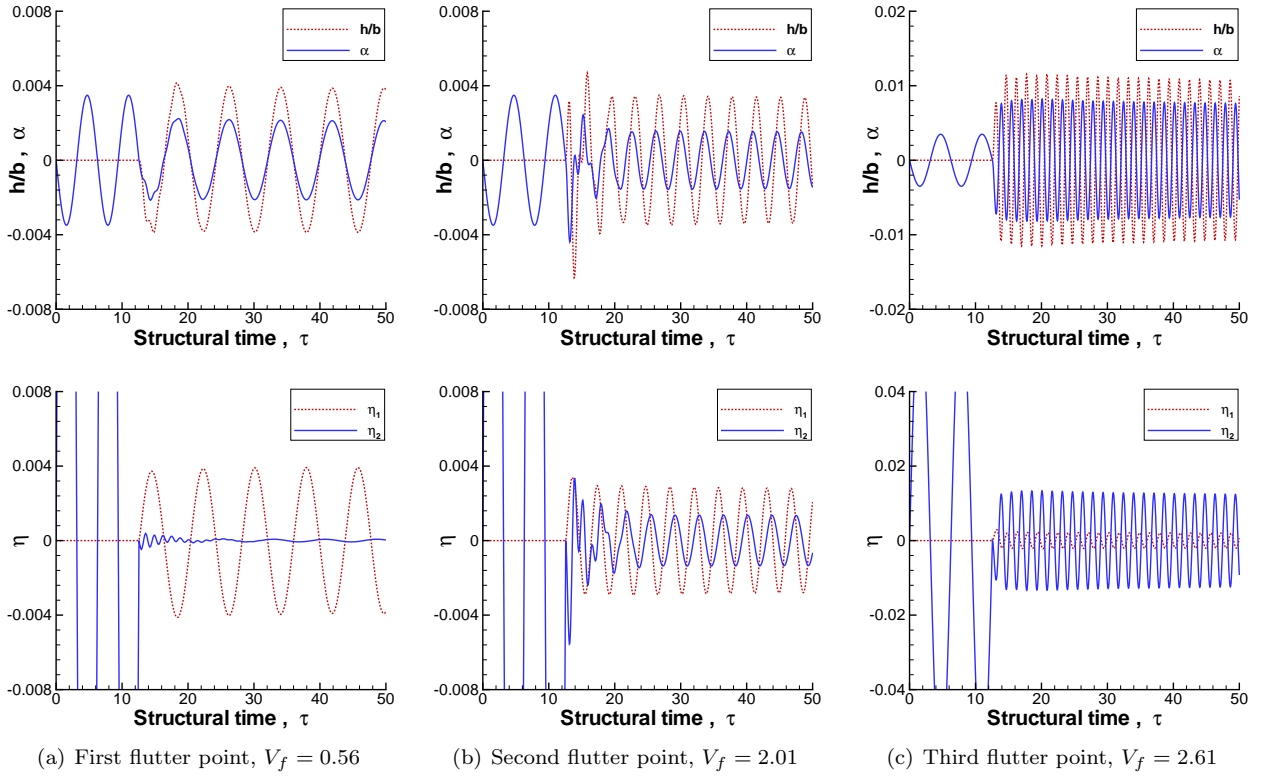 0.008
0.004
0
-0.004
-0.008
h/b , α
h/b
α
0 10 20 30 40 50
Structural time , τ
0.008
0.004
0
-0.004
-0.008
h/b , α
h/b
α
0 10 20 30 40 50
Structural time , τ
0.02
0.01
0
-0.01
-0.02
h/b , α
h/b
α
0 10 20 30 40 50
Structural time , τ
0.008
0.004
0
-0.004
-0.008
η
η₁
η₂
0 10 20 30 40 50
Structural time , τ
0.008
0.004
0
-0.004
-0.008
η
η₁
η₂
0 10 20 30 40 50
Structural time , τ
0.04
0.02
0
-0.02
-0.04
η
η₁
η₂
0 10 20 30 40 50
Structural time , τ
(a) First flutter point, V_f = 0.56
(b) Second flutter point, V_f = 2.01
(c) Third flutter point, V_f = 2.61